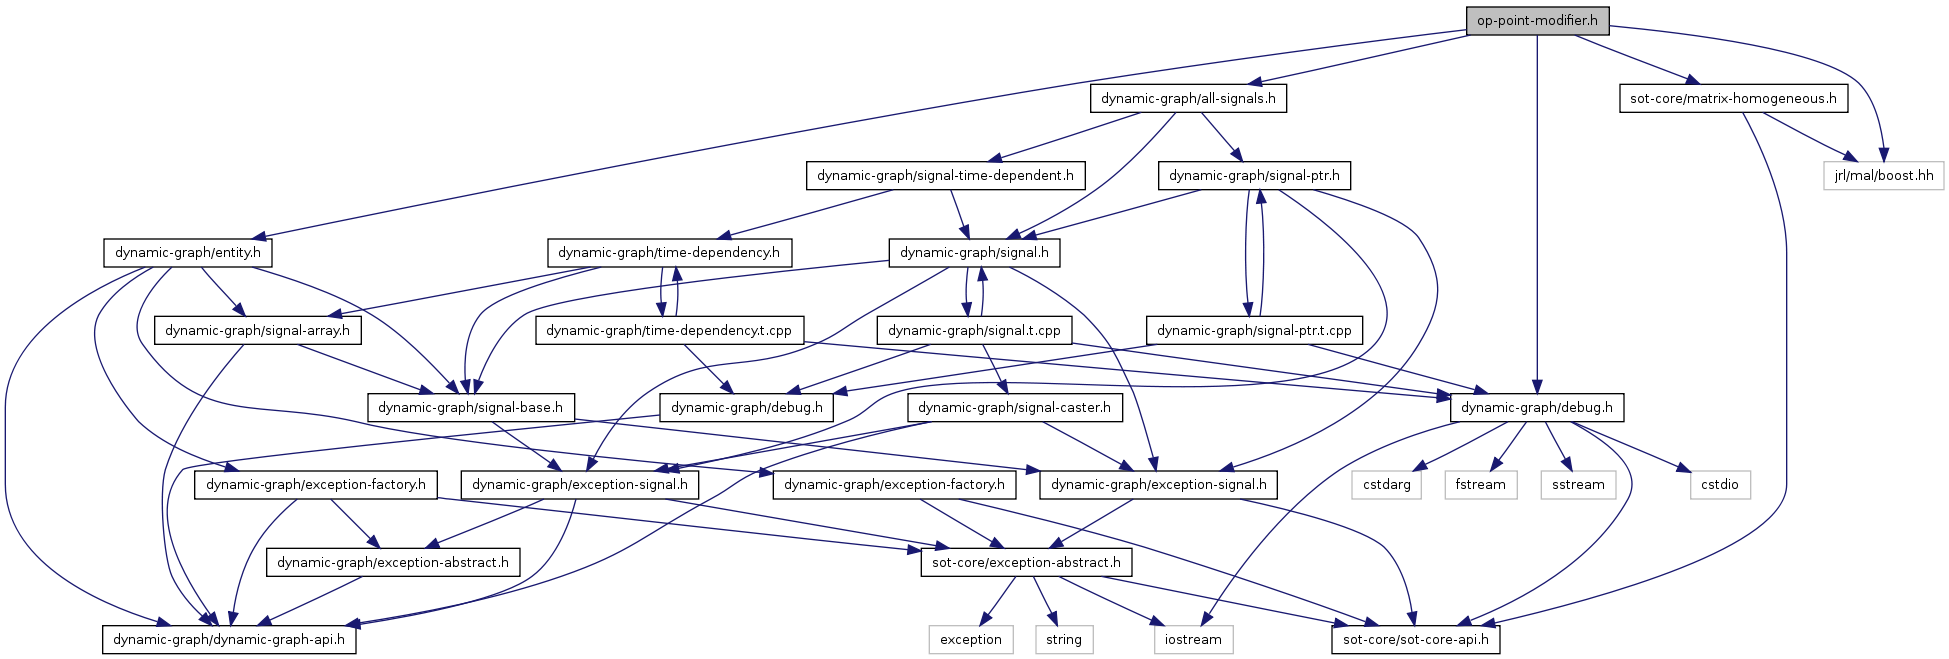 op-point-modifier.h
dynamic-graph/all-signals.h
sot-core/matrix-homogeneous.h
dynamic-graph/signal-time-dependent.h
dynamic-graph/signal-ptr.h
jrl/mal/boost.hh
dynamic-graph/entity.h
dynamic-graph/time-dependency.h
dynamic-graph/signal.h
dynamic-graph/signal-array.h
dynamic-graph/time-dependency.t.cpp
dynamic-graph/signal.t.cpp
dynamic-graph/signal-ptr.t.cpp
dynamic-graph/signal-base.h
dynamic-graph/debug.h
dynamic-graph/signal-caster.h
dynamic-graph/debug.h
dynamic-graph/exception-factory.h
dynamic-graph/exception-signal.h
dynamic-graph/exception-factory.h
dynamic-graph/exception-signal.h
cstdarg
fstream
sstream
cstdio
dynamic-graph/exception-abstract.h
sot-core/exception-abstract.h
dynamic-graph/dynamic-graph-api.h
exception
string
iostream
sot-core/sot-core-api.h